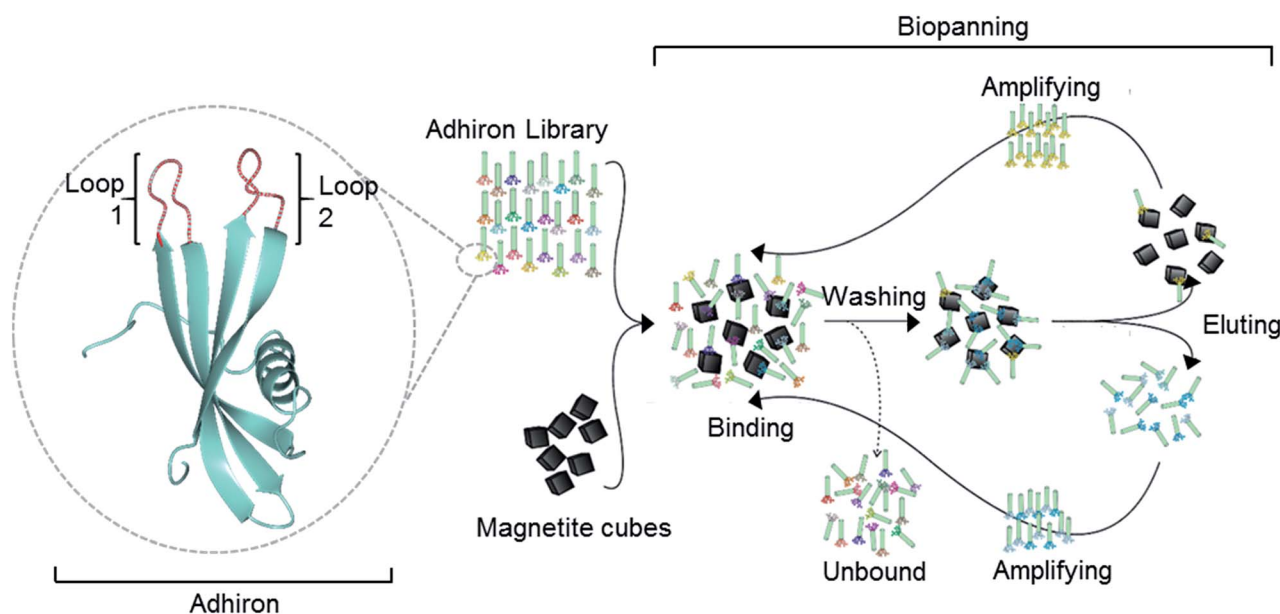 Biopanning
Amplifying
Adhiron Library
Loop
1
Loop
2
Washing
Eluting
Binding
Magnetite cubes
Unbound
Amplifying
Adhiron